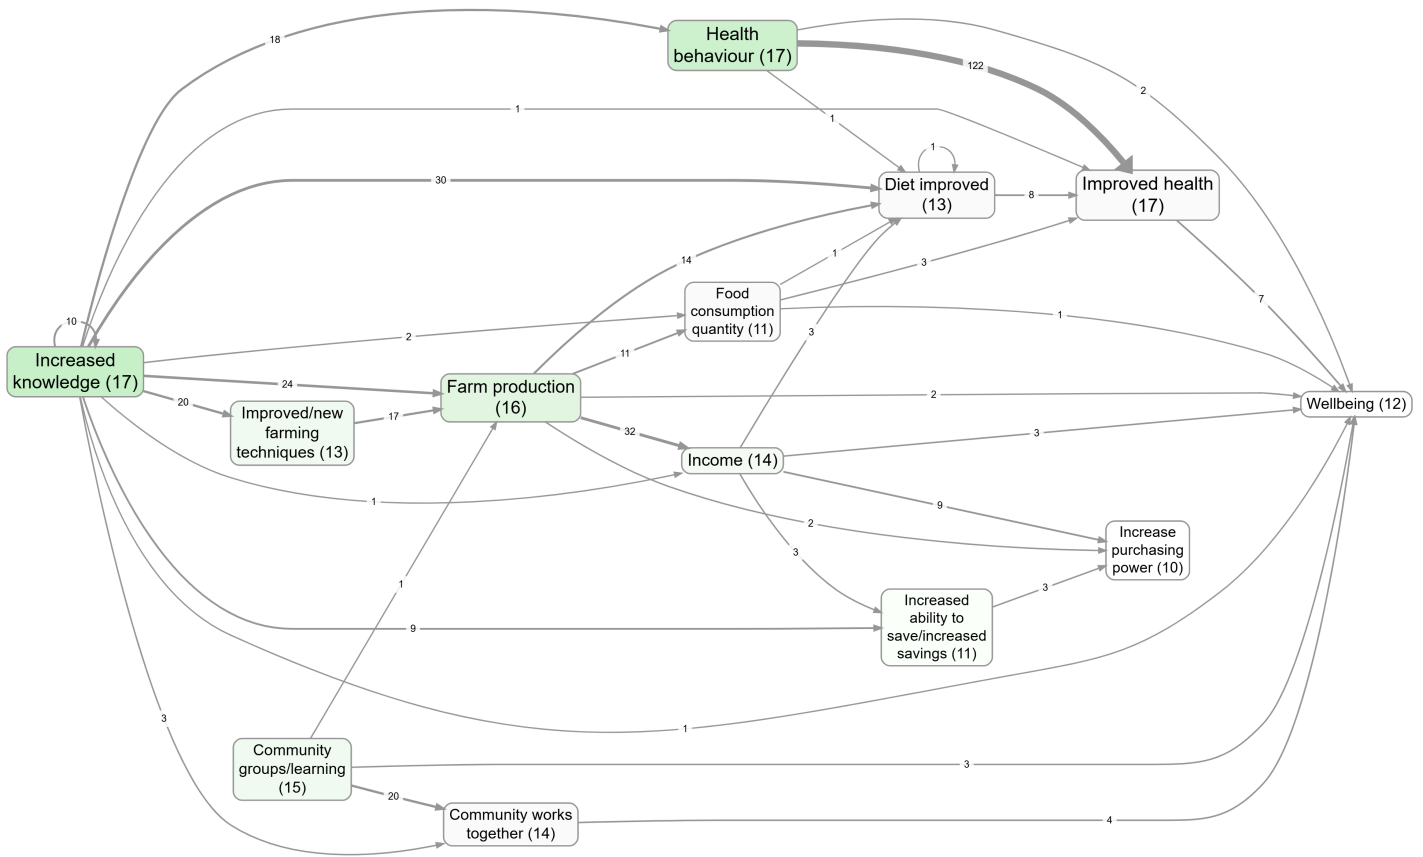 18
Health
behaviour (17)
122
2
1
1
1
30
Diet improved
(13)
8
Improved health
(17)
14
1
3
7
Food
consumption
quantity (11)
1
10
2
3
11
Increased
knowledge (17)
24
20
Farm production
(16)
2
Wellbeing (12)
Improved/new
farming
techniques (13)
17
32
3
Income (14)
1
9
2
Increase
purchasing
power (10)
3
1
3
Increased
ability to
save/increased
savings (11)
9
3
1
Community
groups/learning
(15)
3
20
Community works
together (14)
4